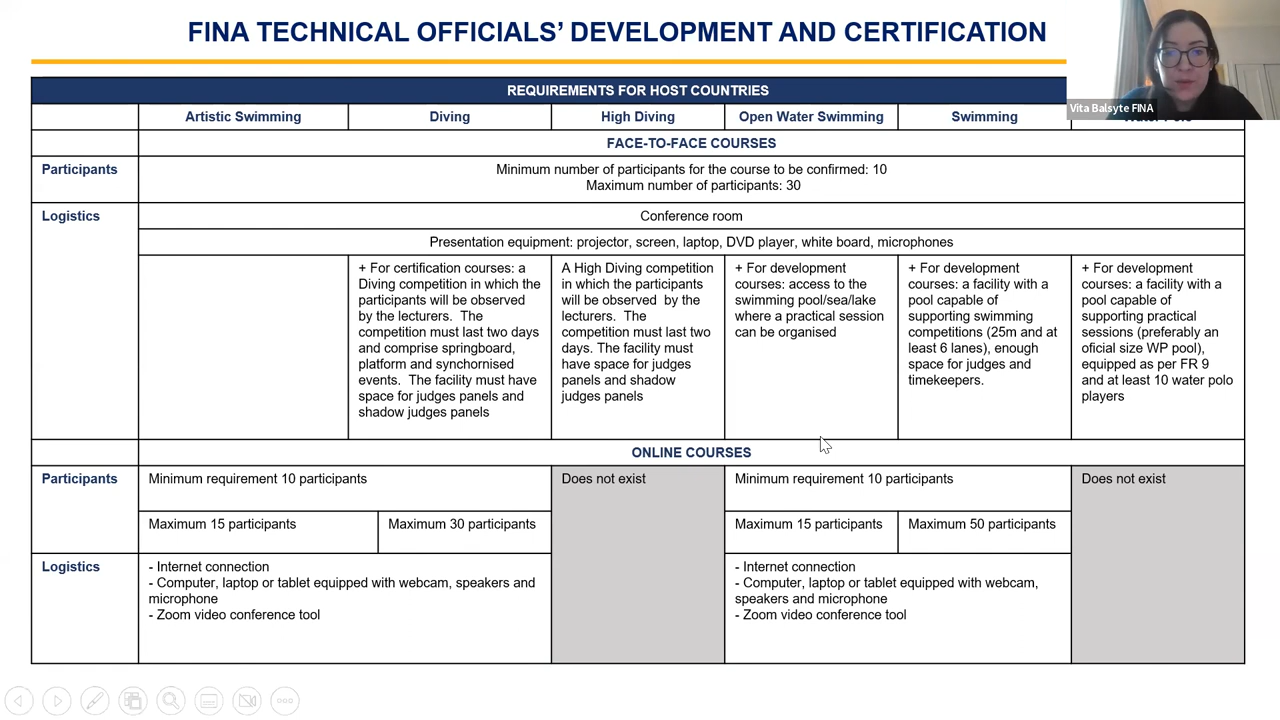 FINA TECHNICAL OFFICIALS' DEVELOPMENT AND CERTIFICATION
Vita Balsyte FINA
REQUIREMENTS FOR HOST COUNTRIES
Artistic Swimming
Diving
High Diving
Open Water Swimming
Swimming
FACE-TO-FACE COURSES
Participants
Minimum number of participants for the course to be confirmed: 10
Maximum number of participants: 30
Logistics
Conference room
Presentation equipment: projector, screen, laptop, DVD player, white board, microphones
+ For certification courses: a
Diving competition in which the
participants will be observed
by the lecturers.  The
competition must last two days
and comprise springboard,
platform and synchornised
events.  The facility must have
space for judges panels and
shadow judges panels
A High Diving competition
in which the participants
will be observed  by the
lecturers.  The
competition must last two
days. The facility must
have space for judges
panels and shadow
judges panels
+ For development
courses: access to the
swimming pool/sea/lake
where a practical session
can be organised
+ For development
courses: a facility with a
pool capable of
supporting swimming
competitions (25m and at
least 6 lanes), enough
space for judges and
timekeepers.
+ For development
courses: a facility with a
pool capable of
supporting practical
sessions (preferably an
oficial size WP pool),
equipped as per FR 9
and at least 10 water polo
players
ONLINE COURSES
Participants
Minimum requirement 10 participants
Does not exist
Minimum requirement 10 participants
Does not exist
Maximum 15 participants
Maximum 30 participants
Maximum 15 participants
Maximum 50 participants
Logistics
- Internet connection
- Computer, laptop or tablet equipped with webcam, speakers and
microphone
- Zoom video conference tool
- Internet connection
- Computer, laptop or tablet equipped with webcam,
speakers and microphone
- Zoom video conference tool